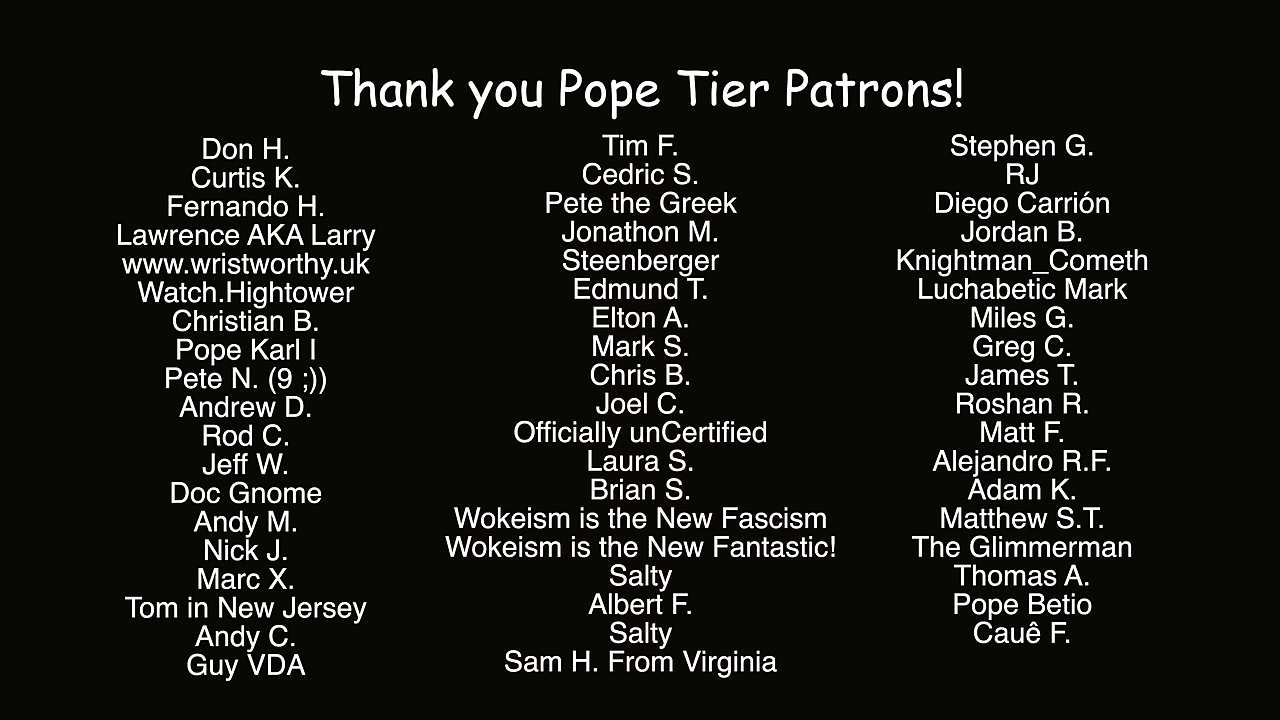 Thank you Pope Tier Patrons!
Don H.
Curtis K.
Fernando H.
Lawrence AKA Larry
www.wristworthy.uk
Watch.Hightower
Christian B.
Pope Karl I
Pete N. (9 ;))
Andrew D.
Rod C.
Jeff W.
Doc Gnome
Andy M.
Nick J.
Marc X.
Tom in New Jersey
Andy C.
Guy VDA
Tim F.
Cedric S.
Pete the Greek
Jonathon M.
Steenberger
Edmund T.
Elton A.
Mark S.
Chris B.
Joel C.
Officially unCertified
Laura S.
Brian S.
Wokeism is the New Fascism
Wokeism is the New Fantastic!
Salty
Albert F.
Salty
Sam H. From Virginia
Stephen G.
RJ
Diego Carrión
Jordan B.
Knightman_Cometh
Luchabetic Mark
Miles G.
Greg C.
James T.
Roshan R.
Matt F.
Alejandro R.F.
Adam K.
Matthew S.T.
The Glimmerman
Thomas A.
Pope Betio
Cauê F.